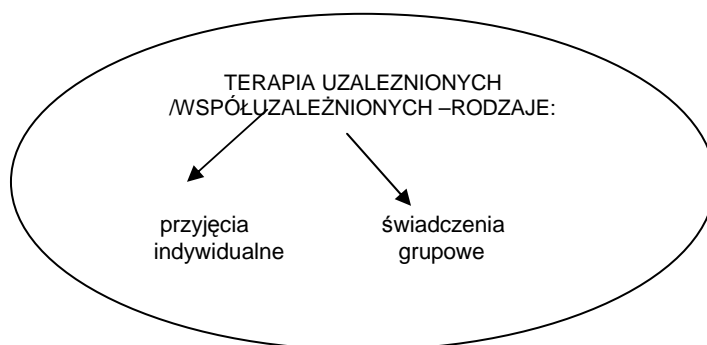 TERAPIA UZALEZNIONYCH
/WSPÓŁUZALEŻNIONYCH –RODZAJE:
przyjęcia
indywidualne
świadczenia
grupowe